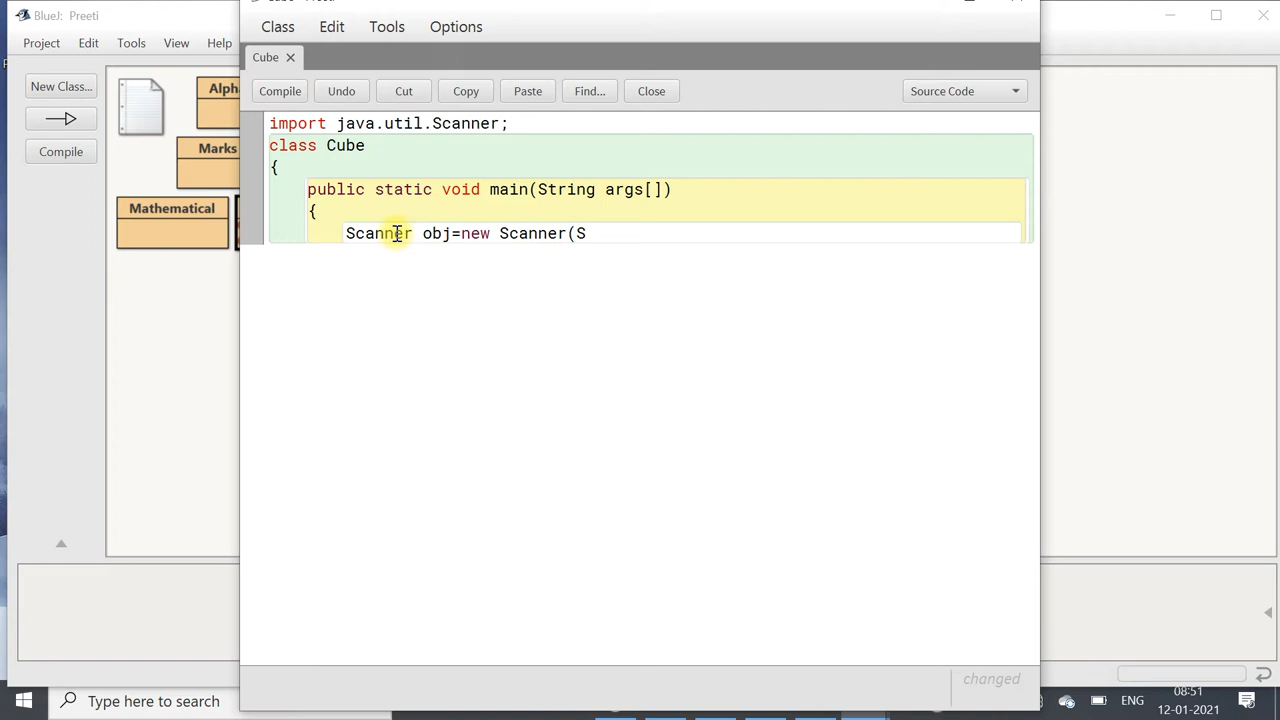 BlueJ: Preeti
Project Edit Tools View Help
New Class...
Compile
Marks
Mathematical
Class Edit Tools Options
Cube
Compile Undo Cut Copy Paste Find... Close Source Code
import java.util.Scanner;
class Cube
{
public static void main(String args[])
{
Scanner obj=new Scanner(S
changed
Type here to search
ENG
08:51
12-01-2021